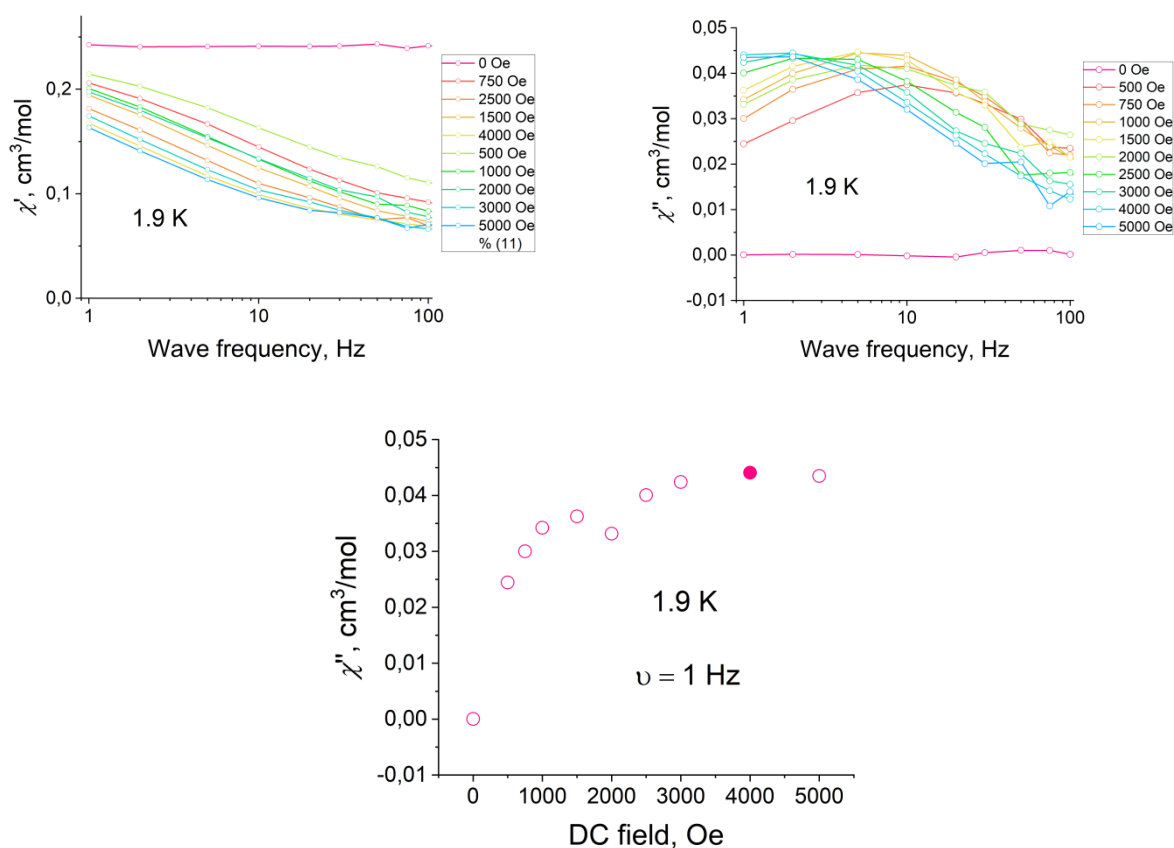 0,2
0,1
0,0
χ', cm³/mol
1.9 K
1
10
100
Wave frequency, Hz
0 Oe
750 Oe
2500 Oe
1500 Oe
4000 Oe
500 Oe
1000 Oe
2000 Oe
3000 Oe
5000 Oe
% (11)
0,05
0,04
0,03
0,02
0,01
0,00
-0,01
χ'', cm³/mol
1.9 K
1
10
100
Wave frequency, Hz
0 Oe
500 Oe
750 Oe
1000 Oe
1500 Oe
2000 Oe
2500 Oe
3000 Oe
4000 Oe
5000 Oe
0,05
0,04
0,03
0,02
0,01
0,00
-0,01
χ", cm³/mol
1.9 K
υ = 1 Hz
0
1000
2000
3000
4000
5000
DC field, Oe